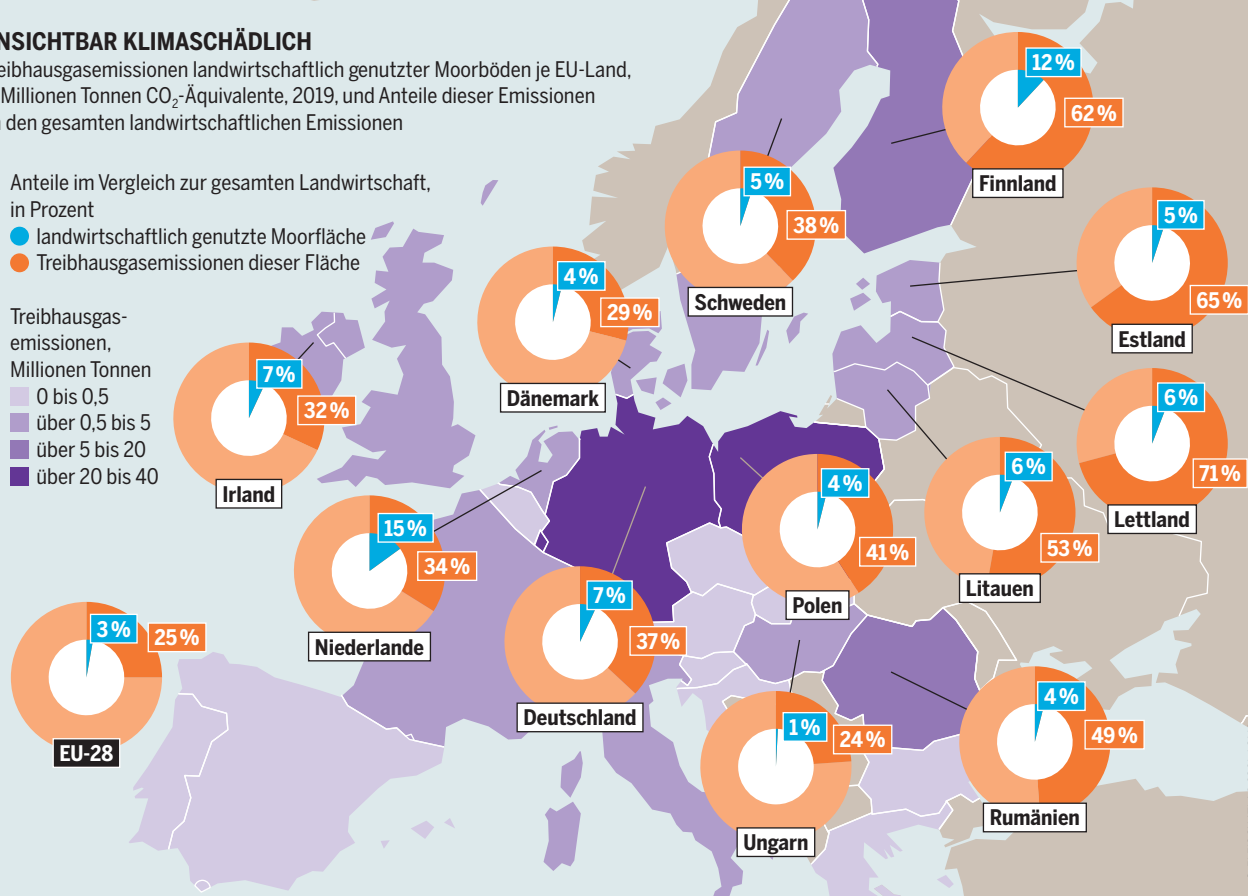 NSICHTBAR KLIMASCHÄDLICH
eibhausgasemissionen landwirtschaftlich genutzter Moorböden je EU-Land,
Millionen Tonnen CO₂-Äquivalente, 2019, und Anteile dieser Emissionen
den gesamten landwirtschaftlichen Emissionen
Anteile im Vergleich zur gesamten Landwirtschaft,
in Prozent
landwirtschaftlich genutzte Moorfläche
Treibhausgasemissionen dieser Fläche
Treibhausgas-
emissionen,
Millionen Tonnen
0 bis 0,5
über 0,5 bis 5
über 5 bis 20
über 20 bis 40
12 %
62 %
Finnland
5 %
38 %
Schweden
5 %
65 %
Estland
4 %
29 %
Dänemark
7 %
32 %
Irland
6 %
71 %
Lettland
6 %
53 %
Litauen
4 %
41 %
Polen
15 %
34 %
Niederlande
7 %
37 %
Deutschland
3 %
25 %
EU-28
1 %
24 %
Ungarn
4 %
49 %
Rumänien